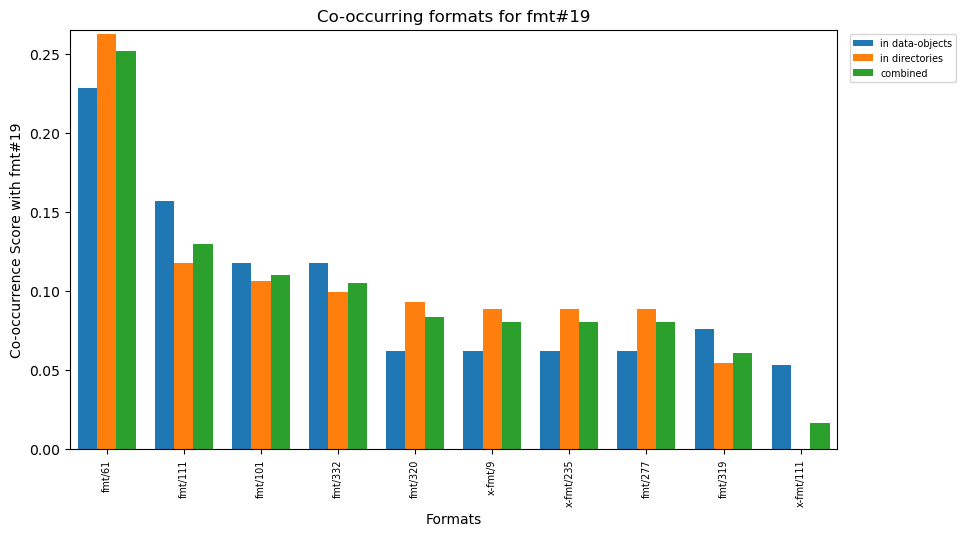 Co-occurring formats for fmt#19
in data-objects
in directories
combined
Co-occurrence Score with fmt#19
0.25
0.20
0.15
0.10
0.05
0.00
fmt/61
fmt/111
fmt/101
fmt/332
fmt/320
x-fmt/9
x-fmt/235
fmt/277
fmt/319
x-fmt/111
Formats